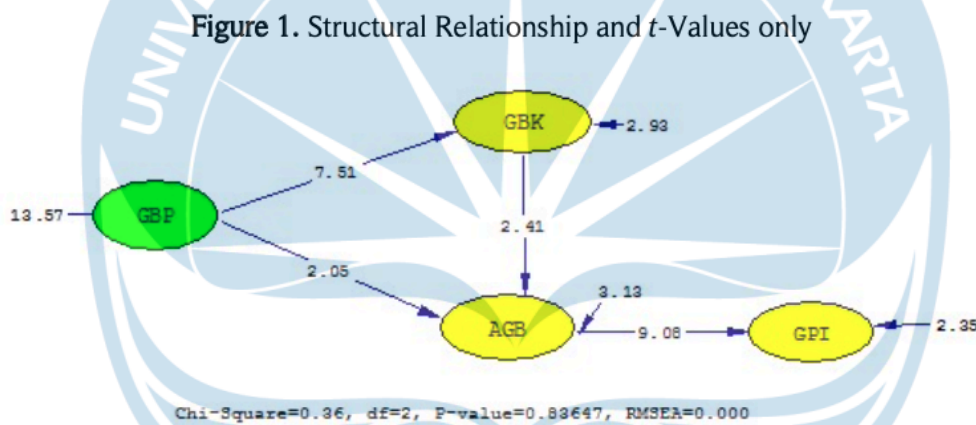 Figure 1. Structural Relationship and t-Values only
UNIV
KARTA
GBK
2.93
7.51
13.57
GBP
2.41
2.05
3.13
AGB
9.08
GPI
2.35
Chi-Square=0.36, df=2, P-value=0.83647, RMSEA=0.000